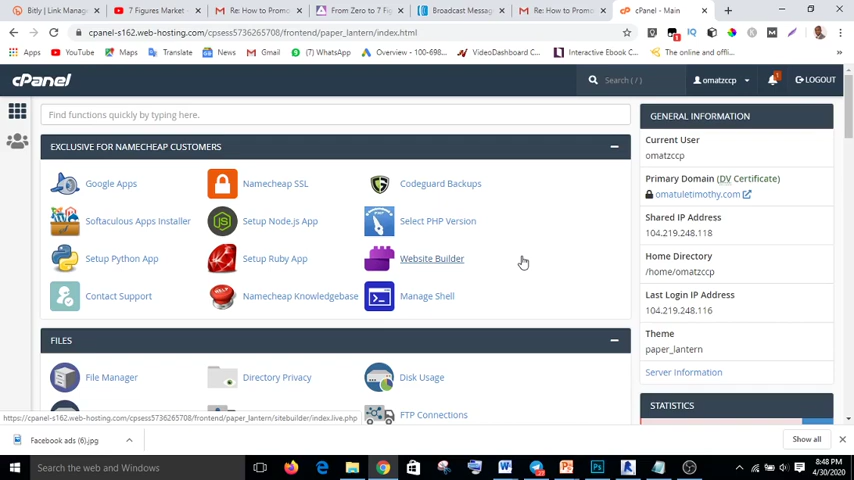 Bitly | Link Manag
7 Figures Market
Re: How to Promo
From Zero to 7 Fig
Broadcast Messag
Re: How to Promo
cPanel - Main
cpanel-s162.web-hosting.com/cpsess5736265708/frontend/paper_lantern/index.html
Apps
YouTube
Maps
Translate
News
Gmail
(7) WhatsApp
Overview - 100-698...
VideoDashboard / C...
Interactive Ebook C...
The online and offli...
cPanel
Search ( / )
omatzccp
1
LOGOUT
Find functions quickly by typing here.
EXCLUSIVE FOR NAMECHEAP CUSTOMERS
Google Apps
Namecheap SSL
Codeguard Backups
Softaculous Apps Installer
Setup Node.js App
Select PHP Version
Setup Python App
Setup Ruby App
Website Builder
Contact Support
Namecheap Knowledgebase
Manage Shell
FILES
File Manager
Directory Privacy
Disk Usage
FTP Connections
GENERAL INFORMATION
Current User
omatzccp
Primary Domain (DV Certificate)
omatuletimothy.com
Shared IP Address
104.219.248.118
Home Directory
/home/omatzccp
Last Login IP Address
104.219.248.116
Theme
paper_lantern
Server Information
STATISTICS
https://cpanel-s162.web-hosting.com/cpsess5736265708/frontend/paper_lantern/sitebuilder/index.live.php
Facebook ads (6).jpg
Show all
Search the web and Windows
8:48 PM
4/30/2020